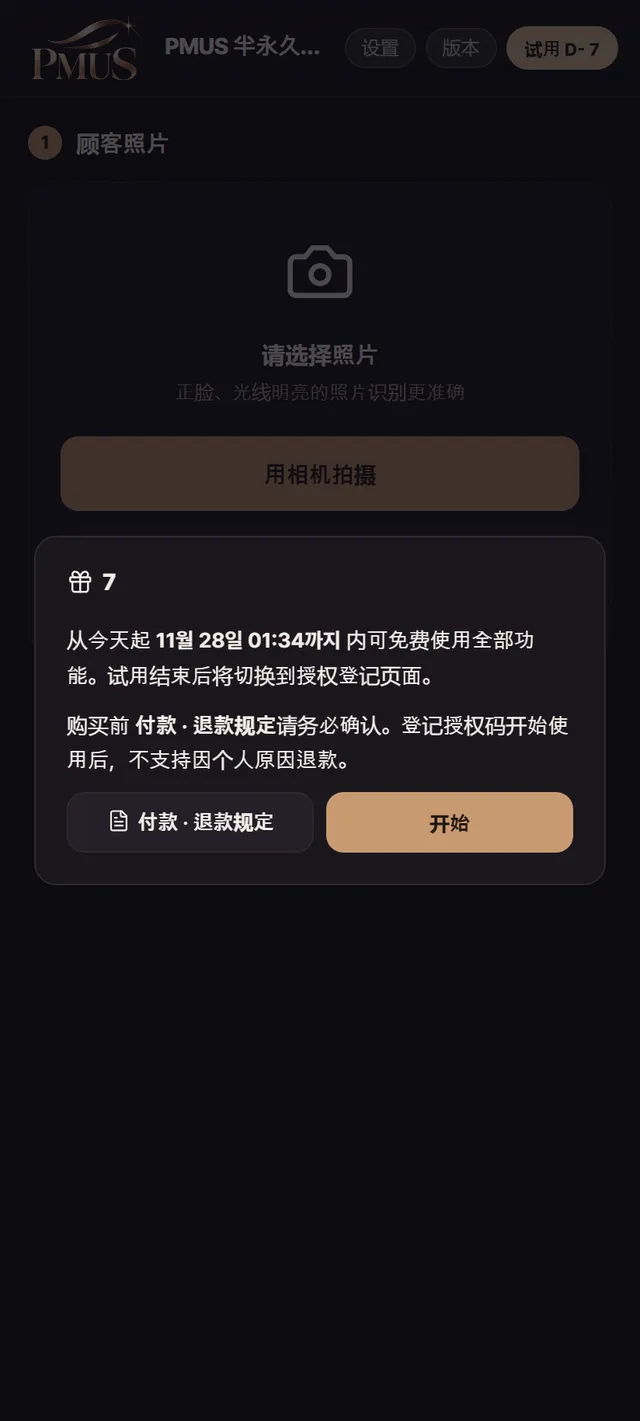 PMUS
PMUS 半永久...
设置
版本
试用 D- 7
1
顾客照片
请选择照片
正脸、光线明亮的照片识别更准确
用相机拍摄
7
从今天起 11월 28일 01:34까지 内可免费使用全部功
能。试用结束后将切换到授权登记页面。
购买前 付款 · 退款规定请务必确认。登记授权码开始使
用后，不支持因个人原因退款。
付款 · 退款规定
开始